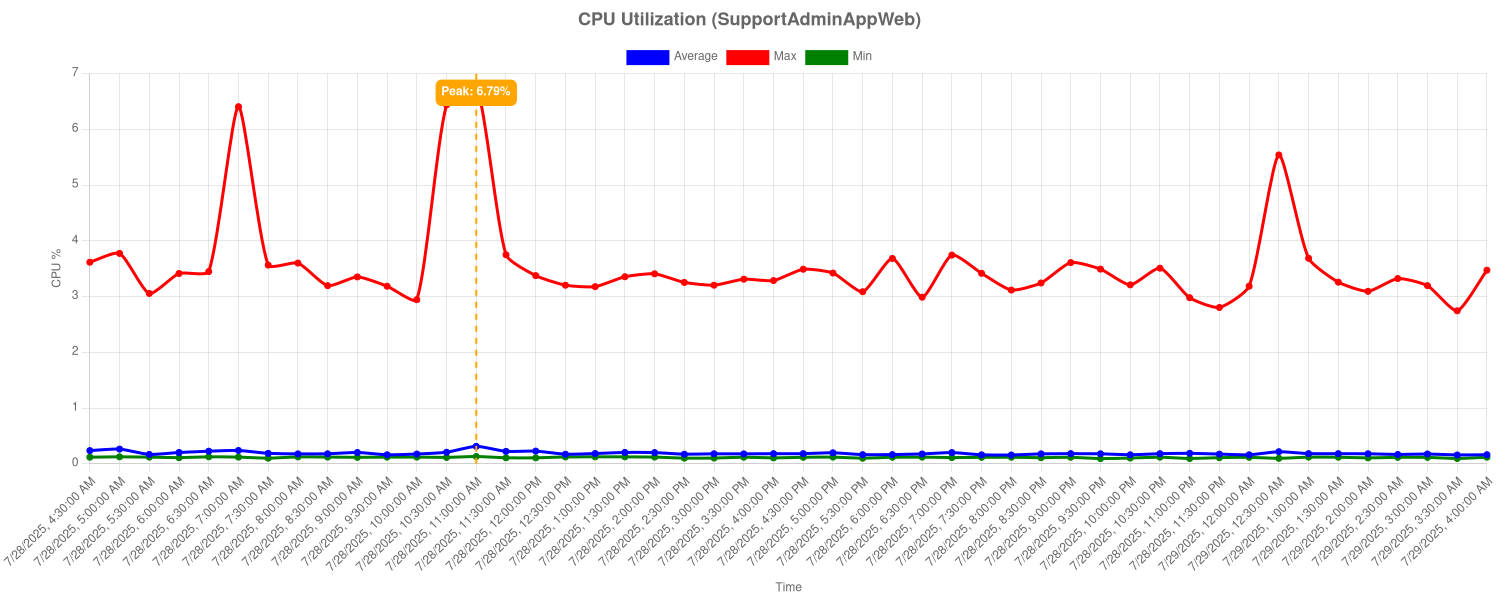 CPU Utilization (SupportAdminAppWeb)
Average Max Min
Peak: 6.79%
7
6
5
4
3
2
1
0
CPU %
7/28/2025, 4:30:00 AM
7/28/2025, 5:00:00 AM
7/28/2025, 5:30:00 AM
7/28/2025, 6:00:00 AM
7/28/2025, 6:30:00 AM
7/28/2025, 7:00:00 AM
7/28/2025, 7:30:00 AM
7/28/2025, 8:00:00 AM
7/28/2025, 8:30:00 AM
7/28/2025, 9:00:00 AM
7/28/2025, 9:30:00 AM
7/28/2025, 10:00:00 AM
7/28/2025, 10:30:00 AM
7/28/2025, 11:00:00 AM
7/28/2025, 11:30:00 AM
7/28/2025, 12:00:00 PM
7/28/2025, 12:30:00 PM
7/28/2025, 1:00:00 PM
7/28/2025, 1:30:00 PM
7/28/2025, 2:00:00 PM
7/28/2025, 2:30:00 PM
7/28/2025, 3:00:00 PM
7/28/2025, 3:30:00 PM
7/28/2025, 4:00:00 PM
7/28/2025, 4:30:00 PM
7/28/2025, 5:00:00 PM
7/28/2025, 5:30:00 PM
7/28/2025, 6:00:00 PM
7/28/2025, 6:30:00 PM
7/28/2025, 7:00:00 PM
7/28/2025, 7:30:00 PM
7/28/2025, 8:00:00 PM
7/28/2025, 8:30:00 PM
7/28/2025, 9:00:00 PM
7/28/2025, 9:30:00 PM
7/28/2025, 10:00:00 PM
7/28/2025, 10:30:00 PM
7/28/2025, 11:00:00 PM
7/28/2025, 11:30:00 PM
7/29/2025, 12:00:00 AM
7/29/2025, 12:30:00 AM
7/29/2025, 1:00:00 AM
7/29/2025, 1:30:00 AM
7/29/2025, 2:00:00 AM
7/29/2025, 2:30:00 AM
7/29/2025, 3:00:00 AM
7/29/2025, 3:30:00 AM
7/29/2025, 4:00:00 AM
Time